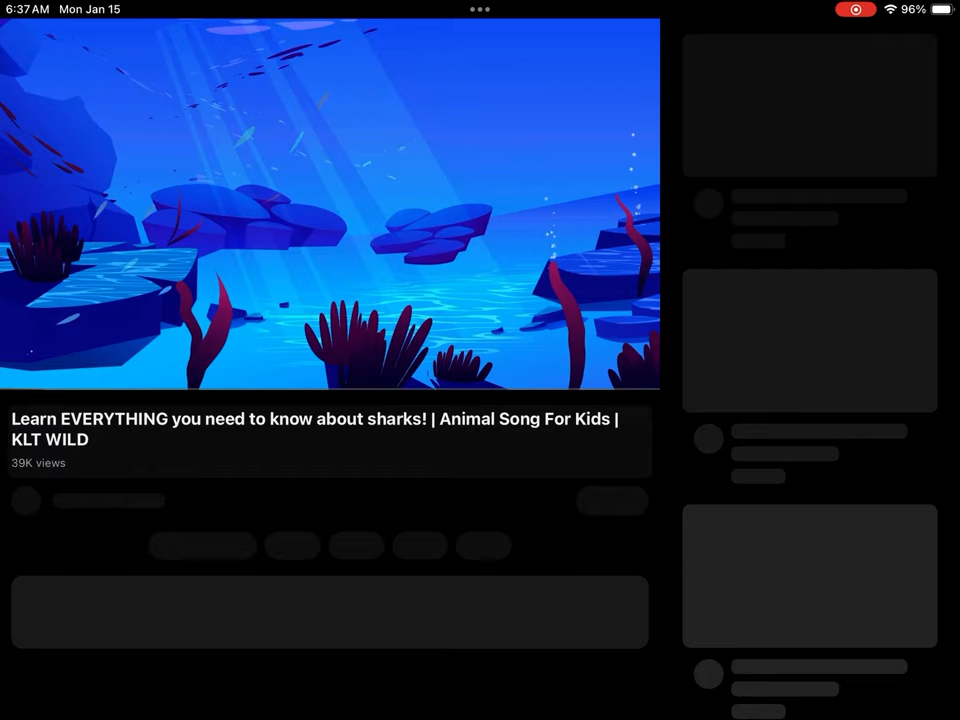 6:37 AM Mon Jan 15
96%
Learn EVERYTHING you need to know about sharks! | Animal Song For Kids |
KLT WILD
39K views